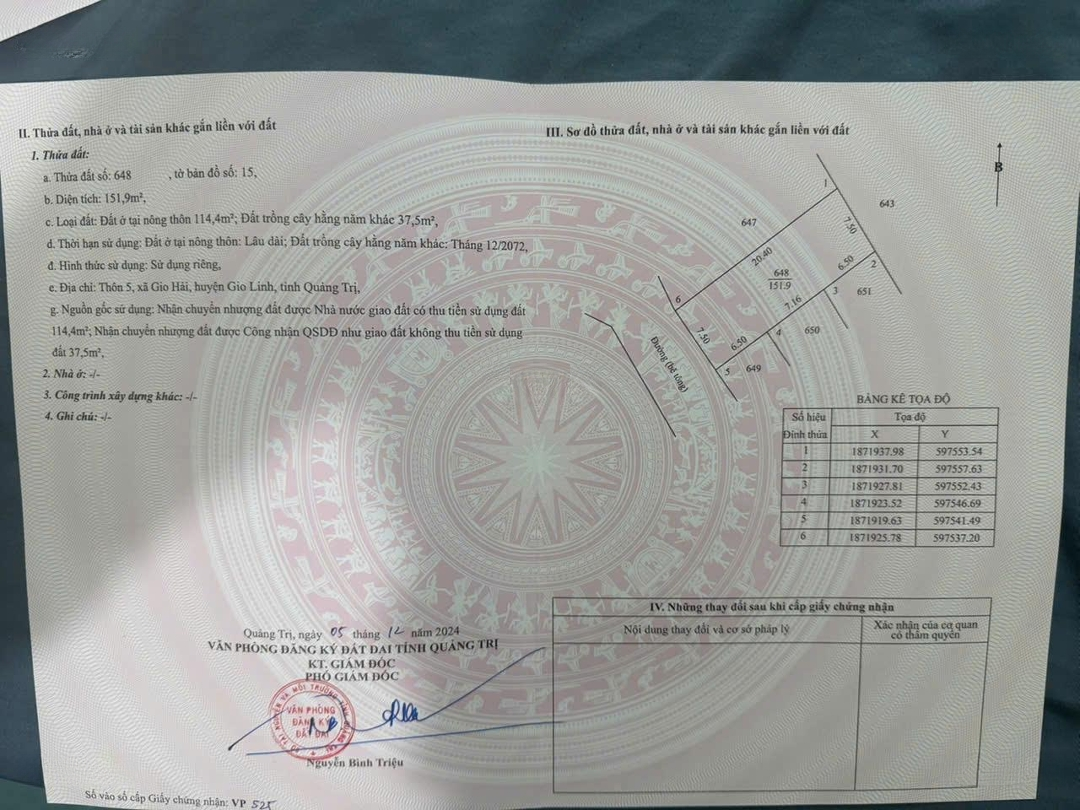 II. Thửa đất, nhà ở và tài sản khác gắn liền với đất
1. Thửa đất:
a. Thửa đất số: 648 , tờ bản đồ số: 15,
b. Diện tích: 151,9m²,
c. Loại đất: Đất ở tại nông thôn 114,4m²; Đất trồng cây hằng năm khác 37,5m²,
d. Thời hạn sử dụng: Đất ở tại nông thôn: Lâu dài; Đất trồng cây hằng năm khác: Tháng 12/2072,
đ. Hình thức sử dụng: Sử dụng riêng,
e. Địa chỉ: Thôn 5, xã Gio Hải, huyện Gio Linh, tỉnh Quảng Trị,
g. Nguồn gốc sử dụng: Nhận chuyển nhượng đất được Nhà nước giao đất có thu tiền sử dụng đất
114,4m²; Nhận chuyển nhượng đất được Công nhận QSDĐ như giao đất không thu tiền sử dụng
đất 37,5m²,
2. Nhà ở: -/-
3. Công trình xây dựng khác: -/-
4. Ghi chú: -/-
Quảng Trị, ngày 05 tháng 12 năm 2024
VĂN PHÒNG ĐĂNG KÝ ĐẤT ĐAI TỈNH QUẢNG TRỊ
KT. GIÁM ĐỐC
PHÓ GIÁM ĐỐC
VĂN PHÒNG
ĐĂNG KÝ
ĐẤT ĐAI
Nguyễn Bình Triệu
Số vào sổ cấp Giấy chứng nhận: VP 525
III. Sơ đồ thửa đất, nhà ở và tài sản khác gắn liền với đất
B
1
643
647
7.50
20.40
6.50
2
648
151.9
3
651
7.16
6
4
650
7.50
6.50
5
649
Đường (bê tông)
BẢNG KÊ TỌA ĐỘ
Số hiệu Tọa độ
Đỉnh thửa X Y
1 1871937.98 597553.54
2 1871931.70 597557.63
3 1871927.81 597552.43
4 1871923.52 597546.69
5 1871919.63 597541.49
6 1871925.78 597537.20
IV. Những thay đổi sau khi cấp giấy chứng nhận
Nội dung thay đổi và cơ sở pháp lý
Xác nhận của cơ quan
có thẩm quyền